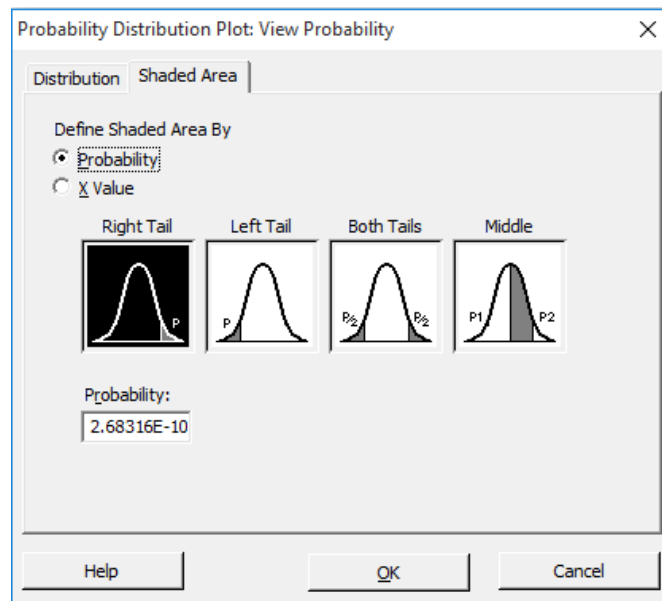 Probability Distribution Plot: View Probability
Distribution Shaded Area
Define Shaded Area By
Probability
X Value
Right Tail Left Tail Both Tails Middle
P P P/2 P/2 P1 P2
Probability:
2.68316E-10
Help OK Cancel